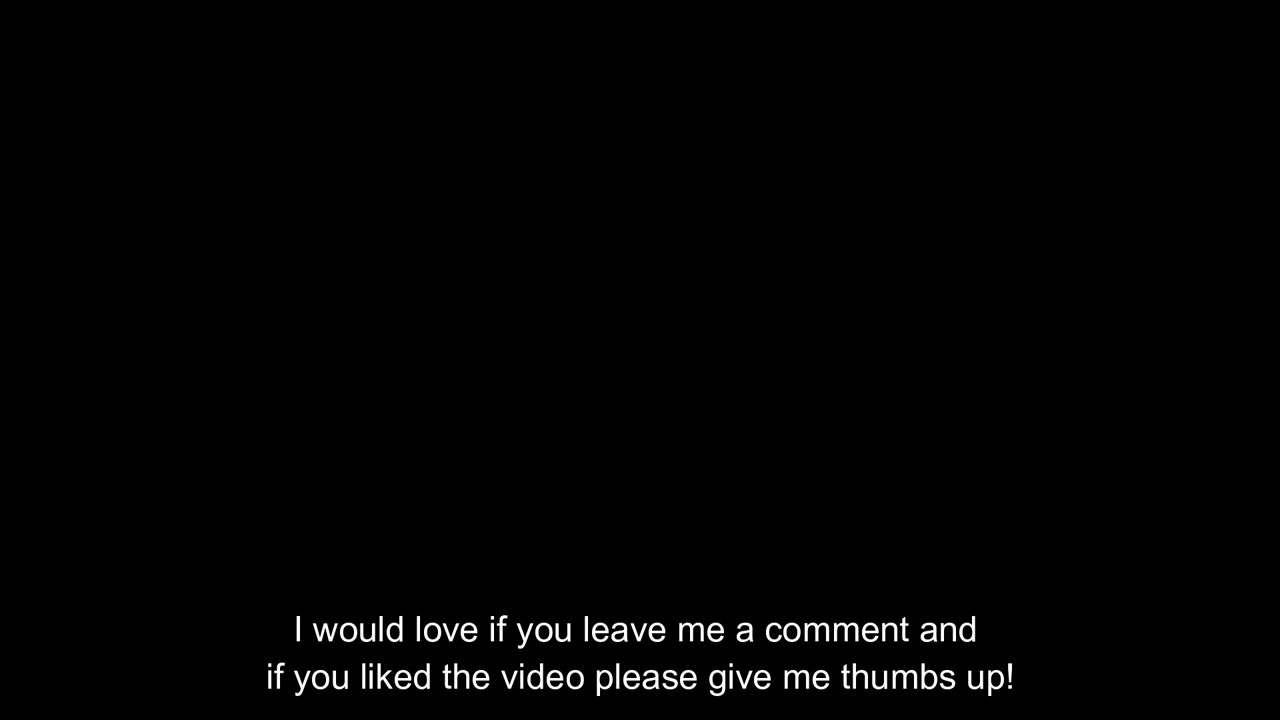 I would love if you leave me a comment and
if you liked the video please give me thumbs up!